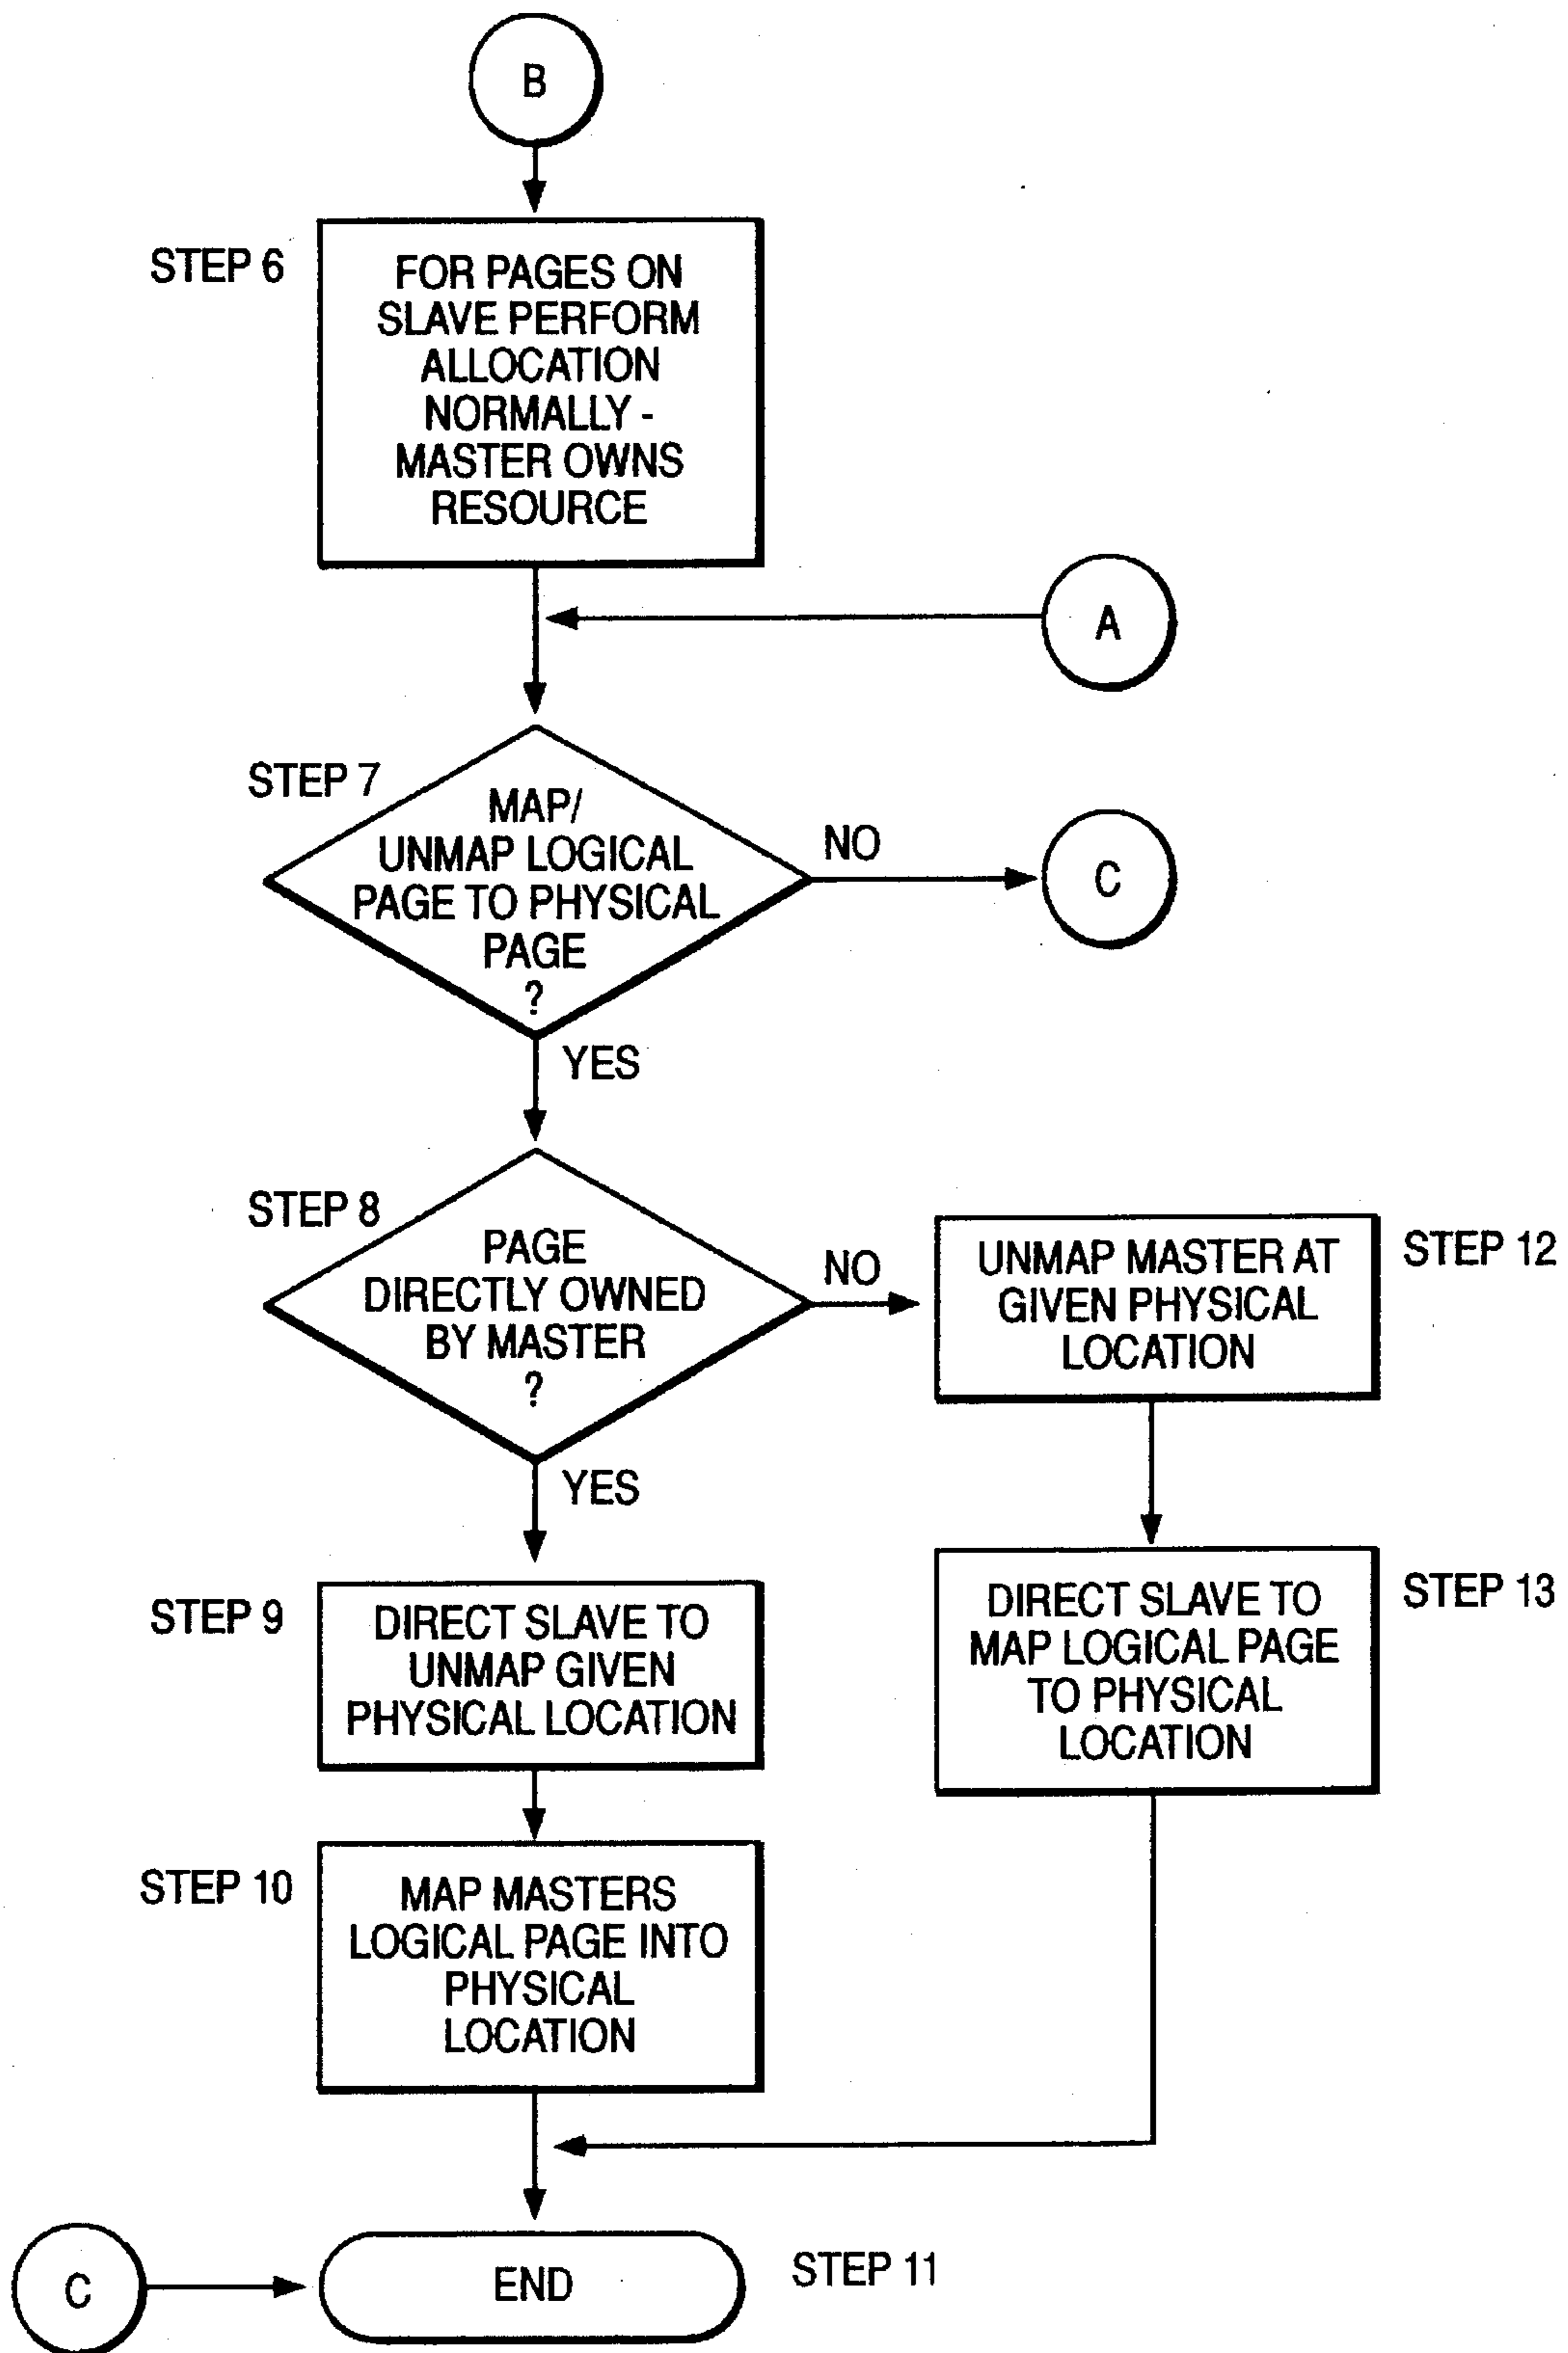 B
STEP 6
FOR PAGES ON
SLAVE PERFORM
ALLOCATION
NORMALLY -
MASTER OWNS
RESOURCE
A
STEP 7
MAP/
UNMAP LOGICAL
PAGE TO PHYSICAL
PAGE
?
NO
C
YES
STEP 8
PAGE
DIRECTLY OWNED
BY MASTER
?
NO
UNMAP MASTER AT
GIVEN PHYSICAL
LOCATION
STEP 12
YES
STEP 9
DIRECT SLAVE TO
UNMAP GIVEN
PHYSICAL LOCATION
DIRECT SLAVE TO
MAP LOGICAL PAGE
TO PHYSICAL
LOCATION
STEP 13
STEP 10
MAP MASTERS
LOGICAL PAGE INTO
PHYSICAL
LOCATION
C
END
STEP 11